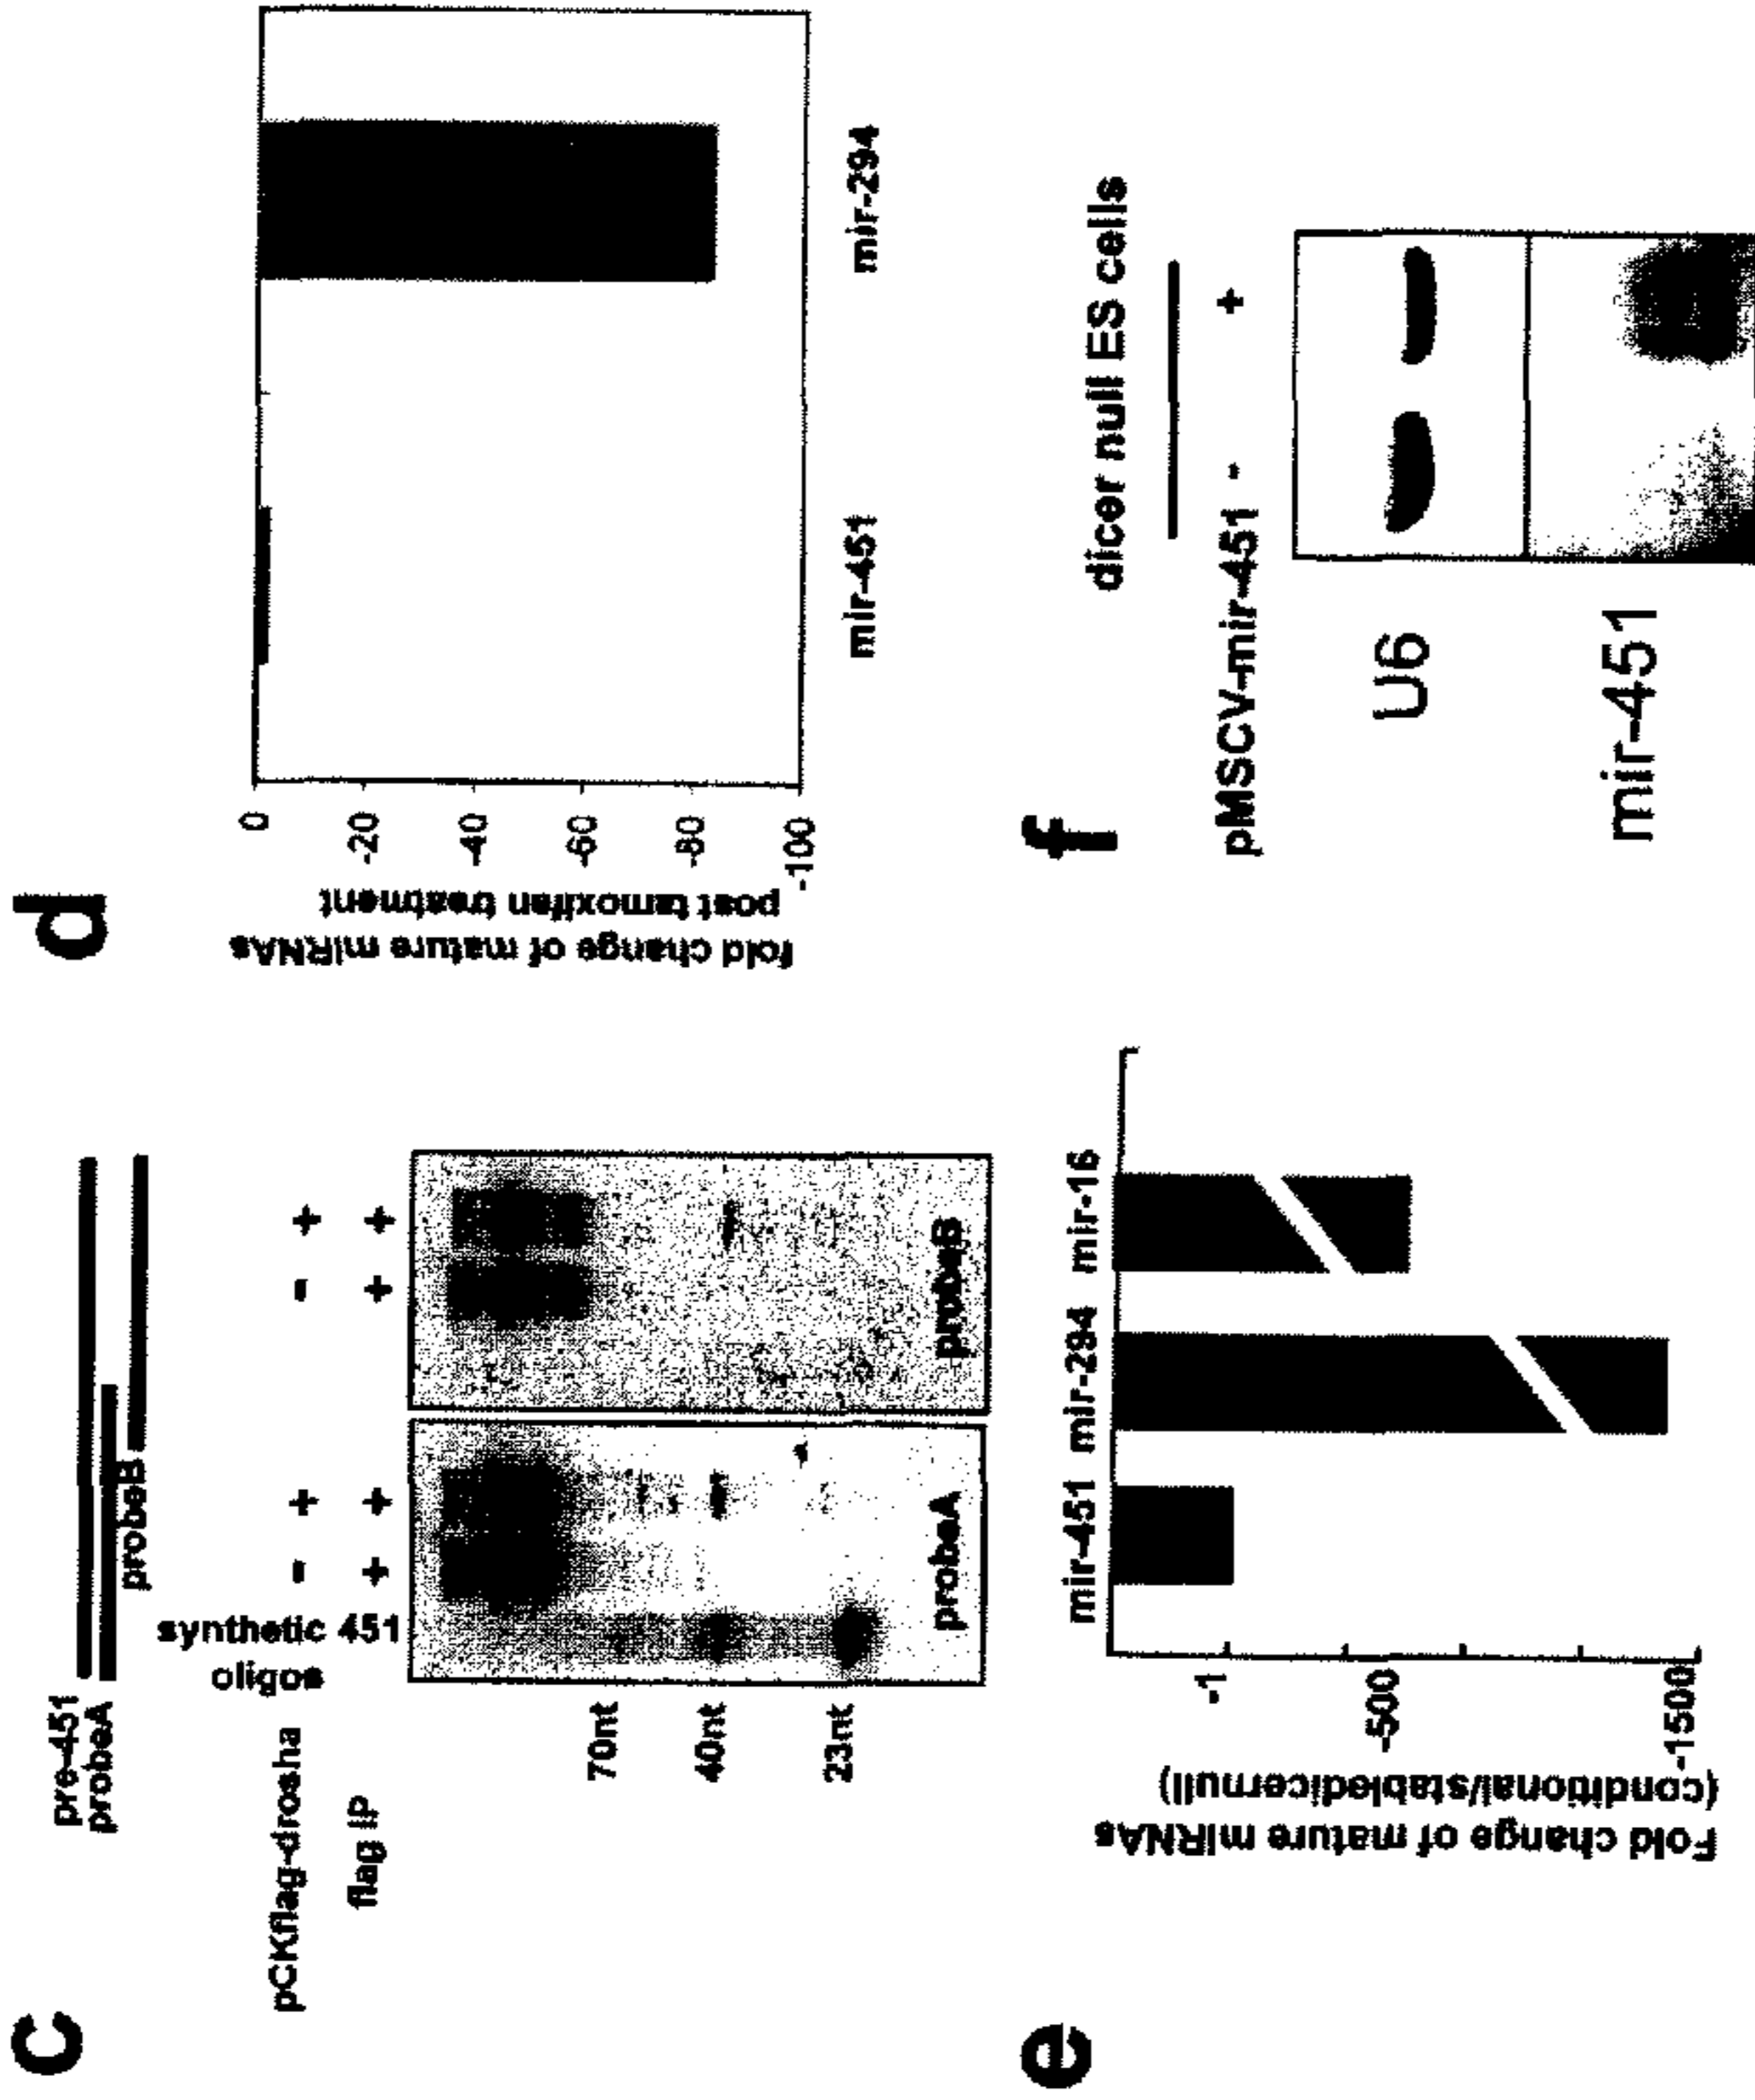 c
pre-451
probeA
probeB
pCKflag-drosha - + - +
flag IP + + + +
synthetic 451
oligos
70nt
40nt
23nt
probeA probeB
d
fold change of mature miRNAs
post tamoxifen treatment
0
-20
-40
-60
-80
-100
mir-451 mir-294
e
Fold change of mature miRNAs
(conditional/stabledicernull)
mir-451 mir-294 mir-16
-1
-500
-1500
f
dicer null ES cells
pMSCV-mir-451 - +
U6
mir-451